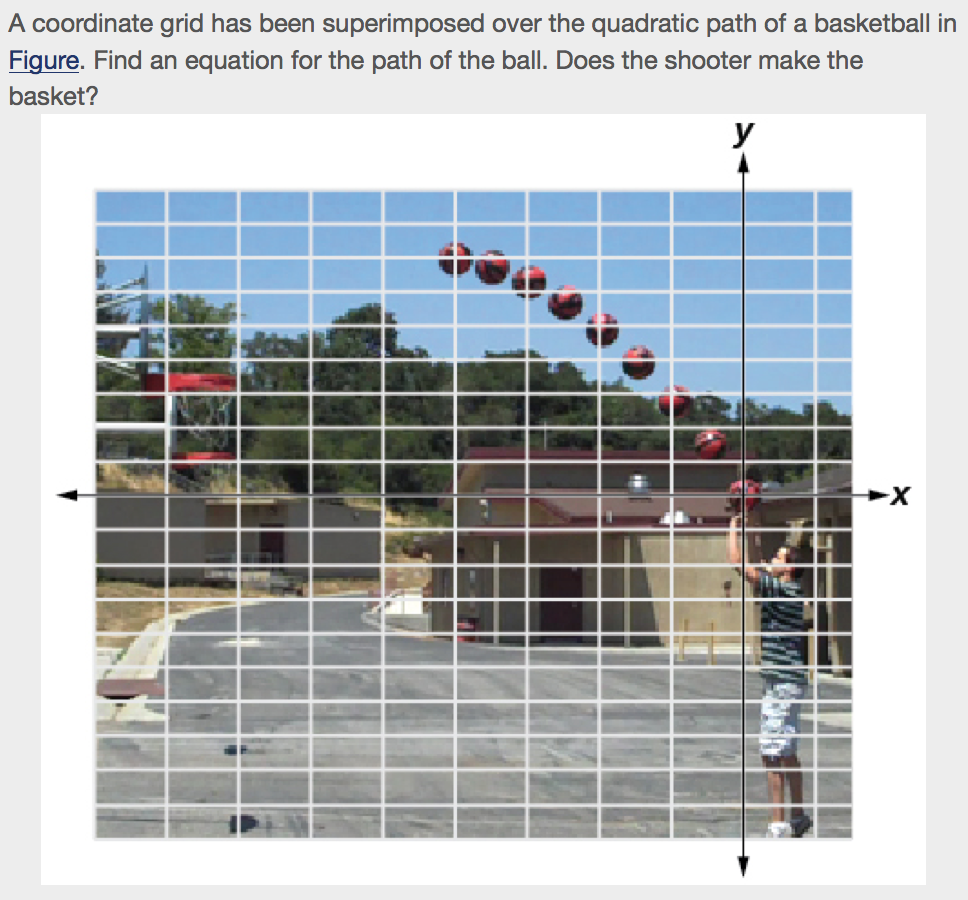 A coordinate grid has been superimposed over the quadratic path of a basketball in
Figure. Find an equation for the path of the ball. Does the shooter make the
basket?
y
x